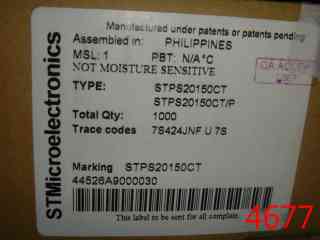 Manufactured under patents or patents pending
Assembled in: PHILIPPINES
MSL: 1 PBT: N/A°C
NOT MOISTURE SENSITIVE
TYPE: STPS20150CT
STPS20150CT/P
Total Qty: 1000
Trace codes 7S424JNF U 7S
Marking STPS20150CT
44526A9000030
This label to be sent for all complain
STMicroelectronics
4677